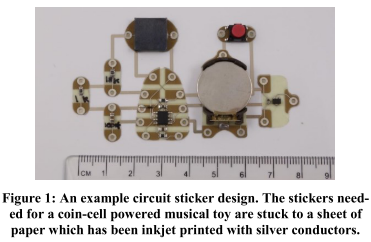 CM 1 2 3 4 5 6 7 8 9
Figure 1: An example circuit sticker design. The stickers need-
ed for a coin-cell powered musical toy are stuck to a sheet of
paper which has been inkjet printed with silver conductors.